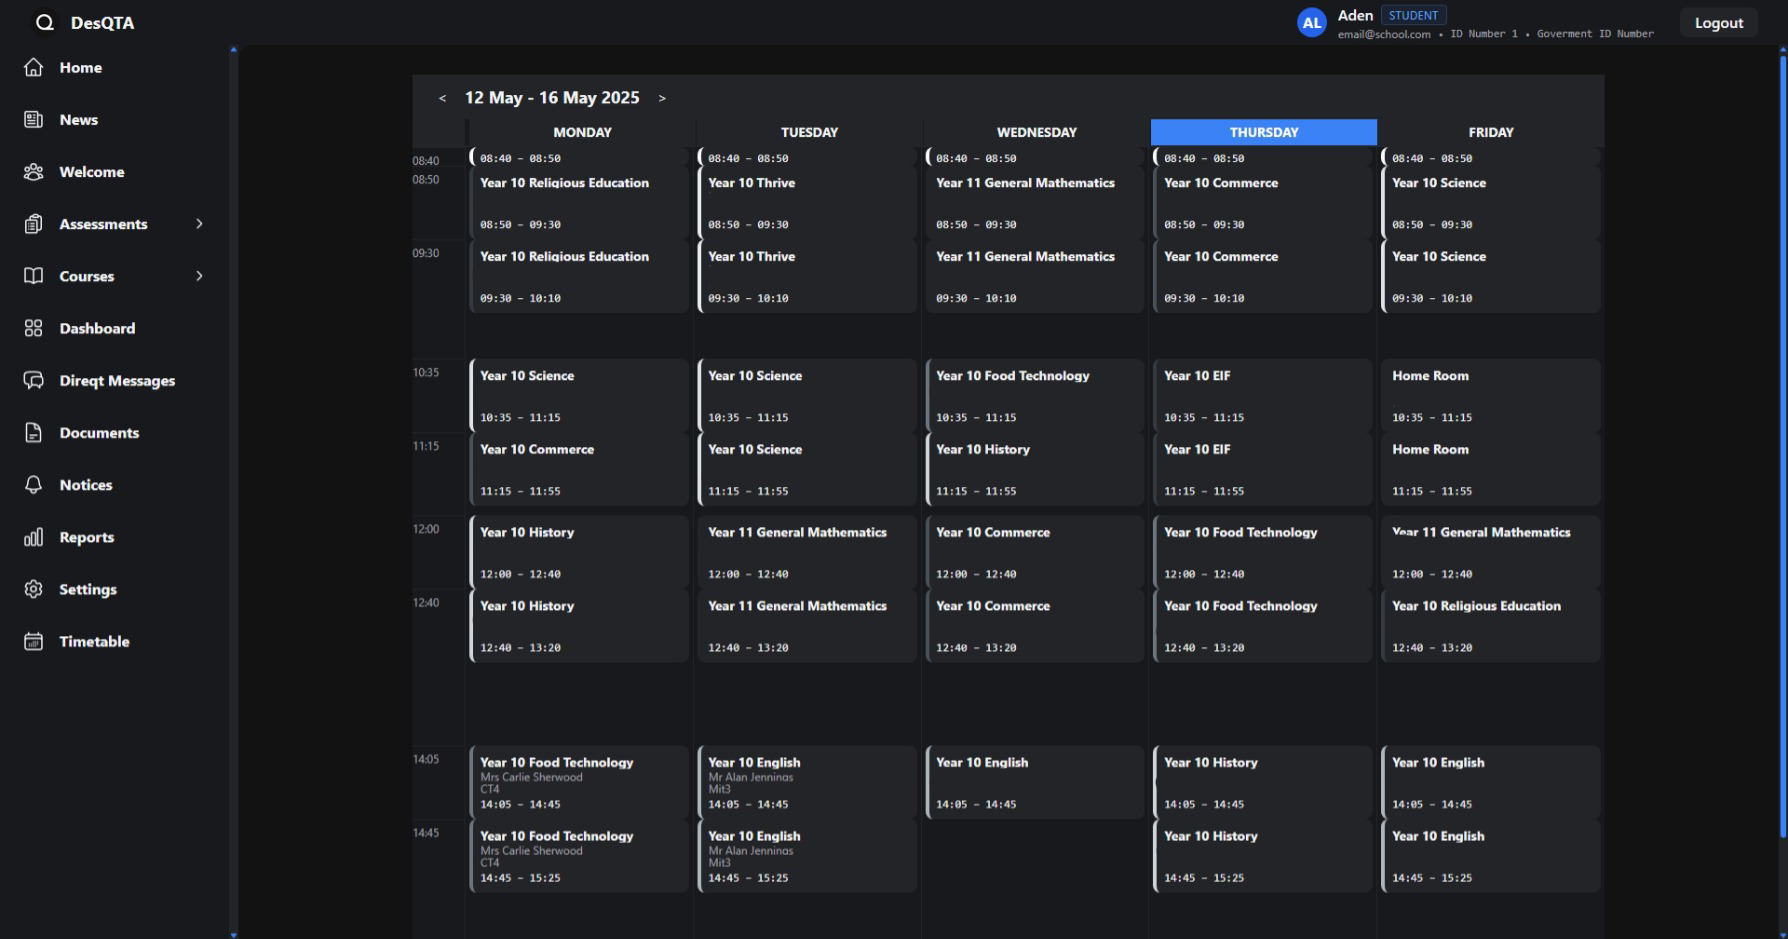 DesQTA
AL
Aden STUDENT
email@school.com • ID Number 1 • Goverment ID Number
Logout
Home
News
Welcome
Assessments
Courses
Dashboard
Direqt Messages
Documents
Notices
Reports
Settings
Timetable
< 12 May - 16 May 2025 >
MONDAY TUESDAY WEDNESDAY THURSDAY FRIDAY
08:40 08:40 – 08:50 08:40 – 08:50 08:40 – 08:50 08:40 – 08:50 08:40 – 08:50
08:50
Year 10 Religious Education Year 10 Thrive Year 11 General Mathematics Year 10 Commerce Year 10 Science
08:50 – 09:30 08:50 – 09:30 08:50 – 09:30 08:50 – 09:30 08:50 – 09:30
09:30 Year 10 Religious Education Year 10 Thrive Year 11 General Mathematics Year 10 Commerce Year 10 Science
09:30 – 10:10 09:30 – 10:10 09:30 – 10:10 09:30 – 10:10 09:30 – 10:10
10:35 Year 10 Science Year 10 Science Year 10 Food Technology Year 10 EIF Home Room
10:35 – 11:15 10:35 – 11:15 10:35 – 11:15 10:35 – 11:15 10:35 – 11:15
11:15 Year 10 Commerce Year 10 Science Year 10 History Year 10 EIF Home Room
11:15 – 11:55 11:15 – 11:55 11:15 – 11:55 11:15 – 11:55 11:15 – 11:55
12:00 Year 10 History Year 11 General Mathematics Year 10 Commerce Year 10 Food Technology Year 11 General Mathematics
12:00 – 12:40 12:00 – 12:40 12:00 – 12:40 12:00 – 12:40 12:00 – 12:40
12:40 Year 10 History Year 11 General Mathematics Year 10 Commerce Year 10 Food Technology Year 10 Religious Education
12:40 – 13:20 12:40 – 13:20 12:40 – 13:20 12:40 – 13:20 12:40 – 13:20
14:05 Year 10 Food Technology Year 10 English Year 10 English Year 10 History Year 10 English
Mrs Carlie Sherwood Mr Alan Jennings
CT4 Mit3
14:05 – 14:45 14:05 – 14:45 14:05 – 14:45 14:05 – 14:45 14:05 – 14:45
14:45 Year 10 Food Technology Year 10 English Year 10 History Year 10 English
Mrs Carlie Sherwood Mr Alan Jennings
CT4 Mit3
14:45 – 15:25 14:45 – 15:25 14:45 – 15:25 14:45 – 15:25